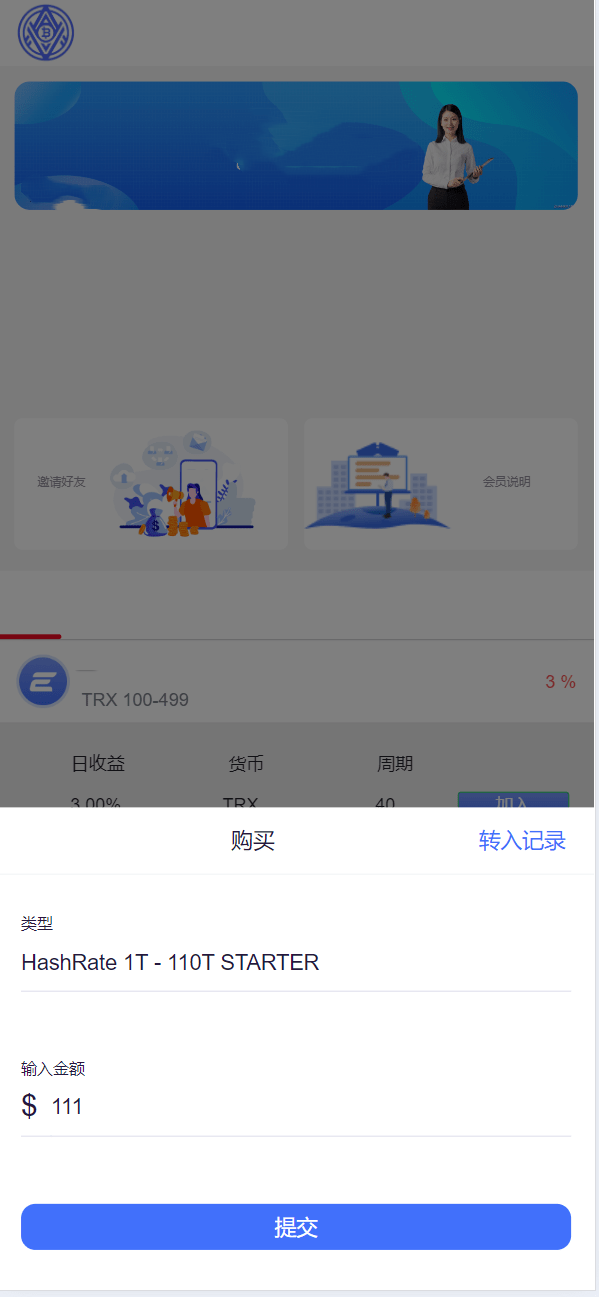 邀请好友
会员说明
TRX 100-499
3 %
日收益 货币 周期
3.00% TRX 40 加入
购买 转入记录
类型
HashRate 1T - 110T STARTER
输入金额
$ 111
提交